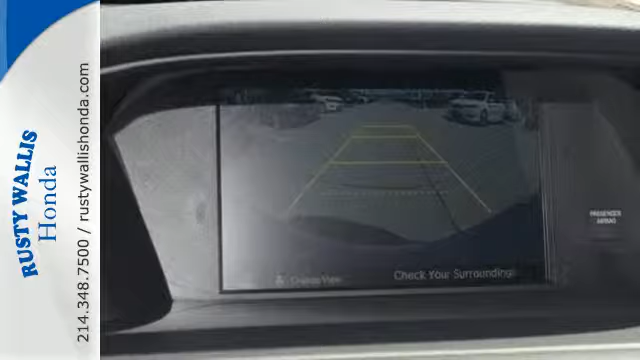 RUSTY WALLIS
Honda
214.348.7500 / rustywallishonda.com
Change View
Check Your Surroundings
PASSENGER
AIRBAG